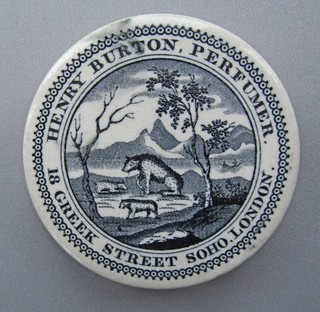 HENRY BURTON, PERFUMER
18 GREEK STREET SOHO. LONDON.